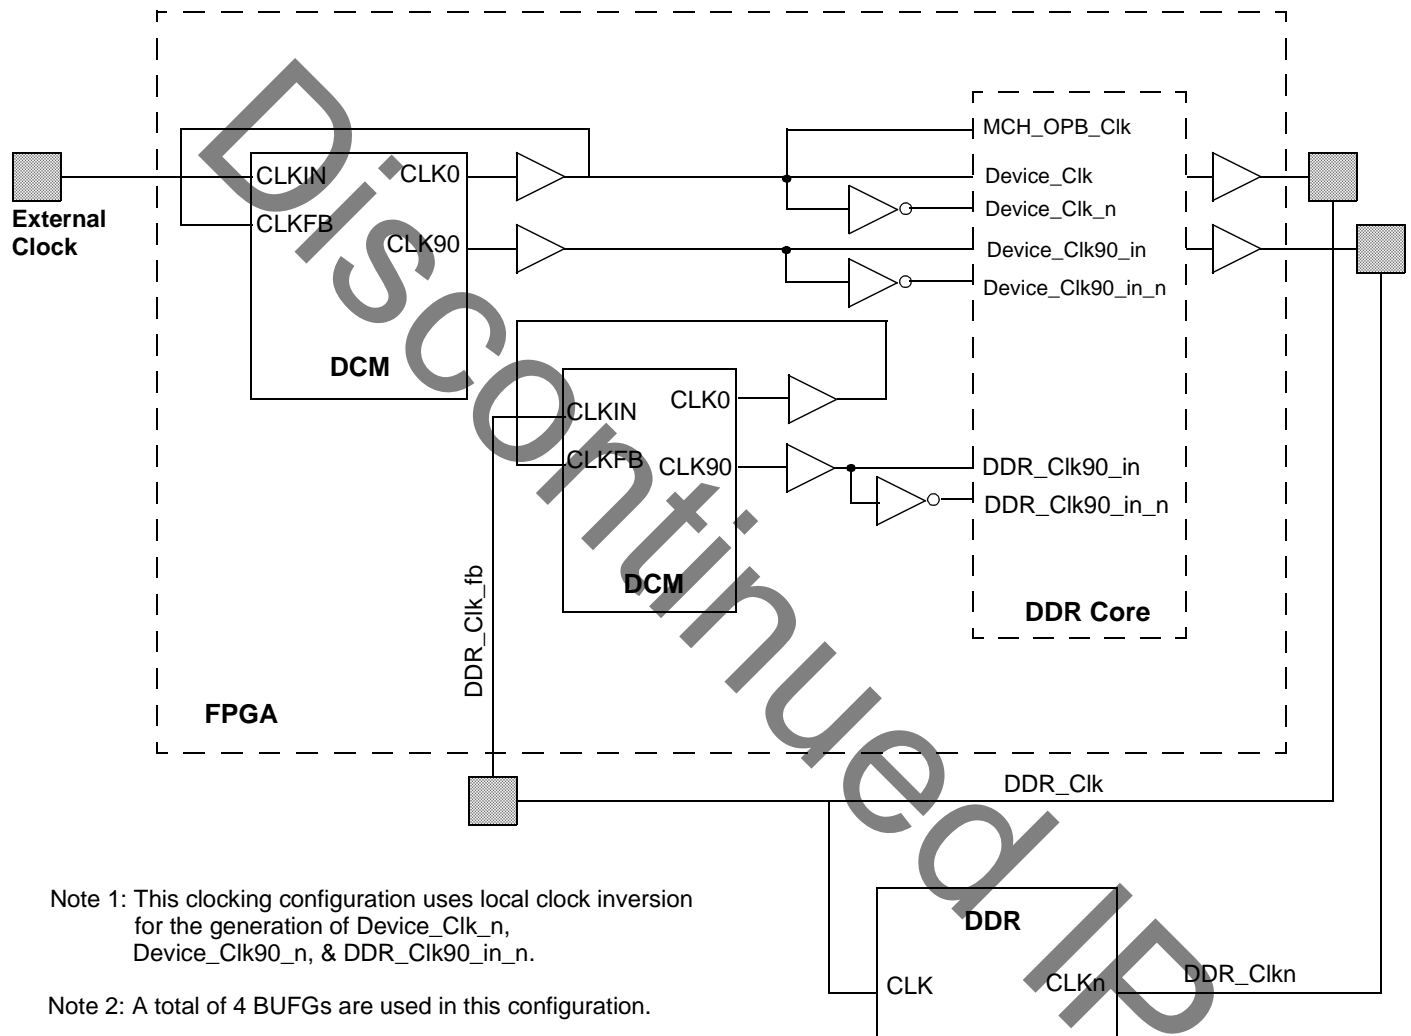 MCH_OPB_Clk
External
Clock
CLKIN
CLK0
Device_Clk
Device_Clk_n
CLKFB
CLK90
Device_Clk90_in
Device_Clk90_in_n
DCM
CLKIN
CLK0
CLKFB
CLK90
DDR_Clk90_in
DDR_Clk90_in_n
DCM
DDR_Clk_fb
DDR Core
FPGA
DDR_Clk
Note 1: This clocking configuration uses local clock inversion
for the generation of Device_Clk_n,
Device_Clk90_n, & DDR_Clk90_in_n.
Note 2: A total of 4 BUFGs are used in this configuration.
DDR
CLK
CLKn
DDR_Clkn
Discontinued IP